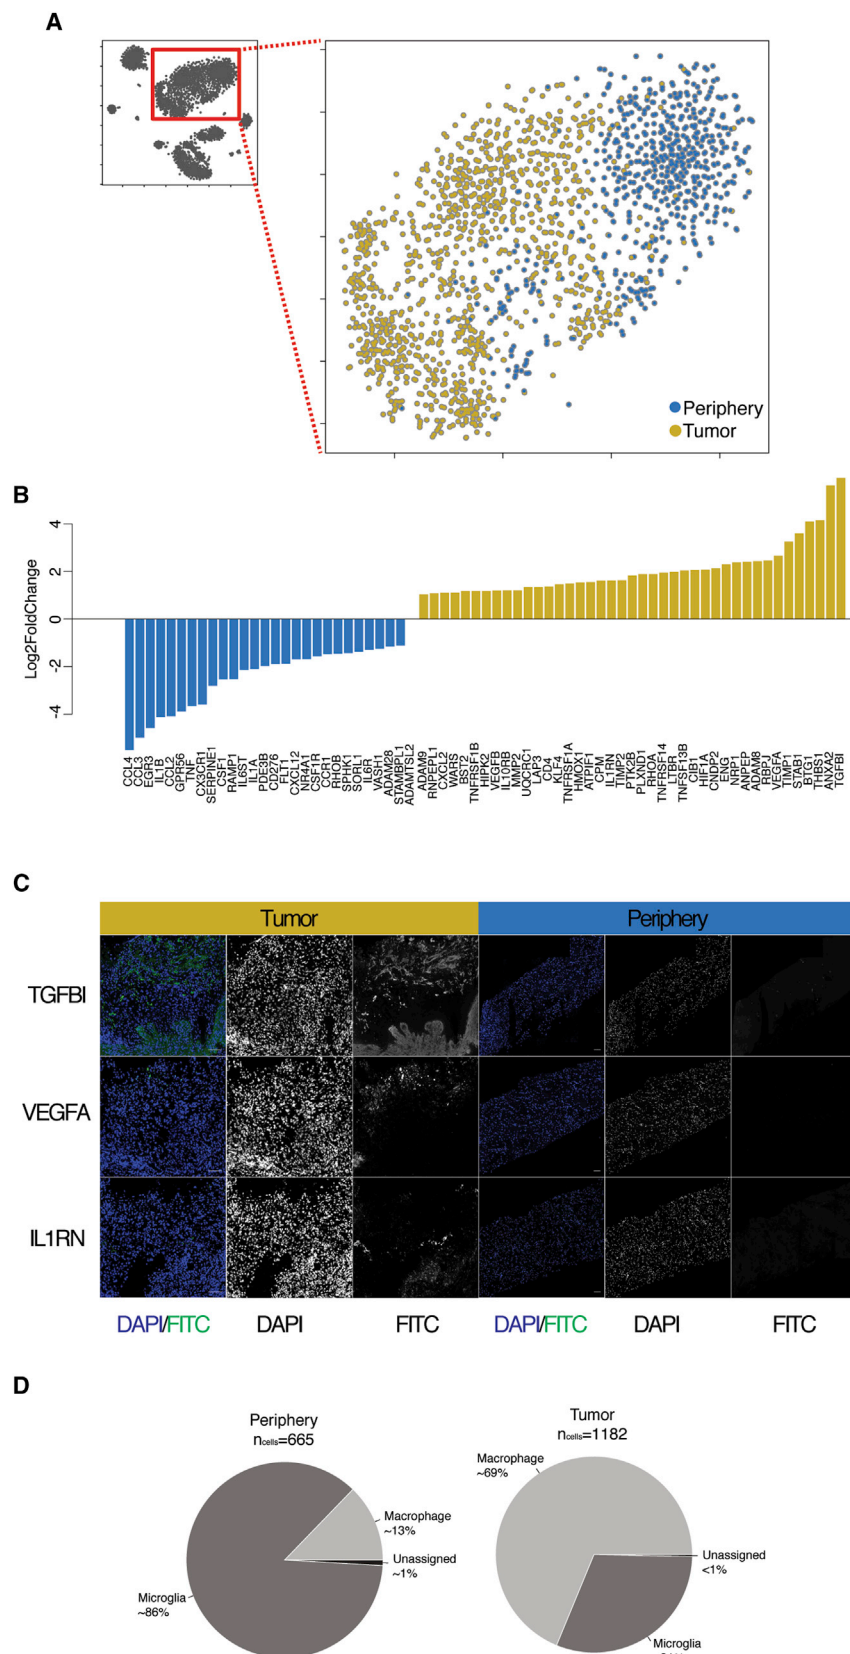 A
Periphery
Tumor
B
Log2FoldChange
4
2
0
-2
-4
CCL4
CCL3
EGR3
IL1B
CCL2
GPR56
TNF
CX3CR1
SERPINE1
CSF1
RAMP1
IL6ST
IL1A
PDE3B
CD276
FLT1
CXCL12
NR4A1
CSF1R
CCR1
RHOB
SPHK1
SORL1
IL6R
VASH1
ADAM28
STAMBPL1
ADAMTSL2
ADAM9
RNPEPL1
CXCL2
WARS
BST2
TNFRSF1B
HIPK2
VEGFB
IL10RB
MMP2
UQCRC1
LAP3
CD4
KLF4
TNFRSF1A
HMOX1
ATPIF1
CPM
IL1RN
TIMP2
PTK2B
PLXND1
RHOA
TNFRSF14
LTBR
TNFSF13B
CIB1
HIF1A
CNDP2
ENG
NRP1
ANPEP
ADAM8
RBPJ
VEGFA
TIMP1
STAB1
BTG1
THBS1
ANXA2
TGFBI
C
Tumor Periphery
TGFBI
VEGFA
IL1RN
DAPI/FITC DAPI FITC DAPI/FITC DAPI FITC
D
Periphery
ncells=665
Macrophage
~13%
Unassigned
~1%
Microglia
~86%
Tumor
ncells=1182
Macrophage
~69%
Unassigned
<1%
Microglia